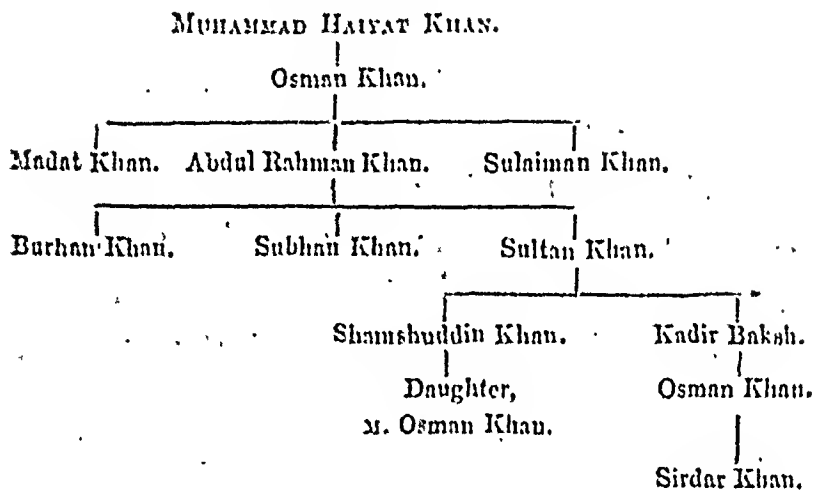 MUHAMMAD HAIYAT KHAN.
Osman Khan.
Madat Khan. Abdul Rahman Khan. Sulaiman Khan.
Burhan Khan. Subhan Khan. Sultan Khan.
Shamshuddin Khan. Kadir Baksh.
Daughter, Osman Khan.
M. Osman Khan.
Sirdar Khan.